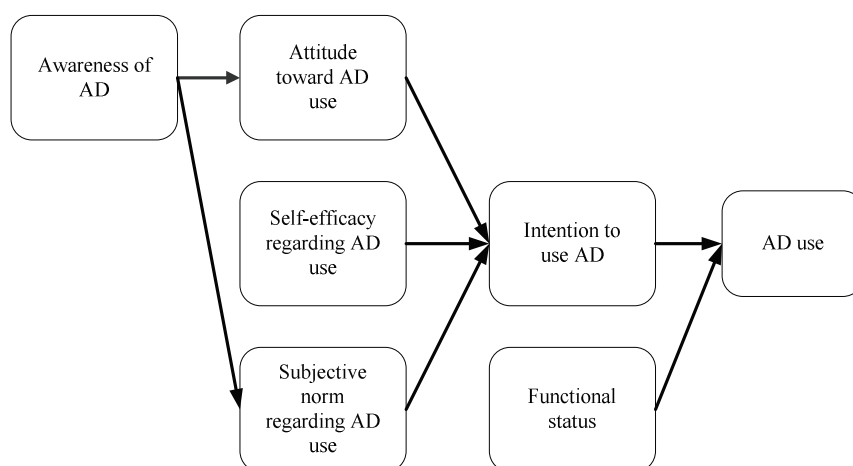 Awareness of
AD
Attitude
toward AD
use
Self-efficacy
regarding AD
use
Subjective
norm
regarding AD
use
Intention to
use AD
Functional
status
AD use